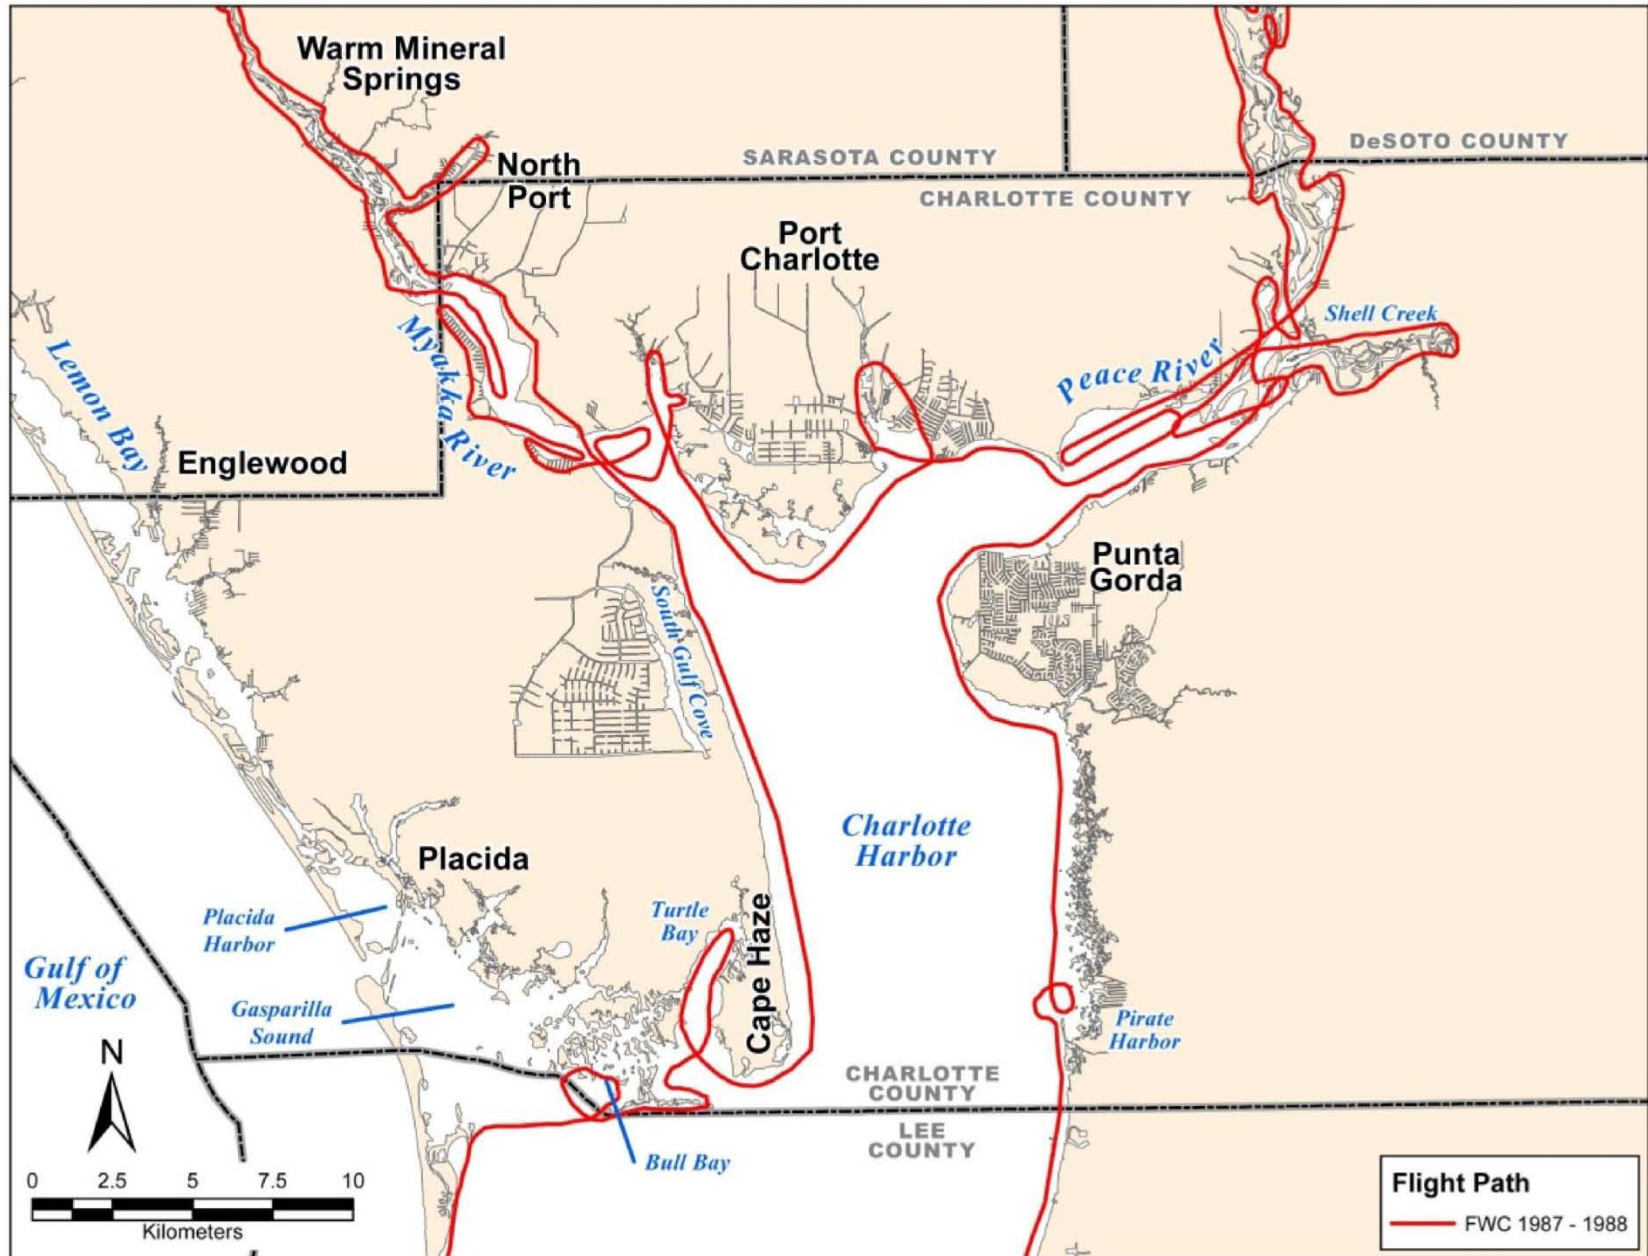 Warm Mineral
Springs
North
Port
SARASOTA COUNTY
DeSOTO COUNTY
CHARLOTTE COUNTY
Port
Charlotte
Shell Creek
Peace River
Myakka River
Lemon Bay
Englewood
Punta
Gorda
South Gulf Cove
Charlotte
Harbor
Placida
Placida
Harbor
Turtle
Bay
Cape Haze
Gulf of
Mexico
Gasparilla
Sound
Pirate
Harbor
N
CHARLOTTE
COUNTY
LEE
COUNTY
Bull Bay
0 2.5 5 7.5 10
Kilometers
Flight Path
FWC 1987 - 1988